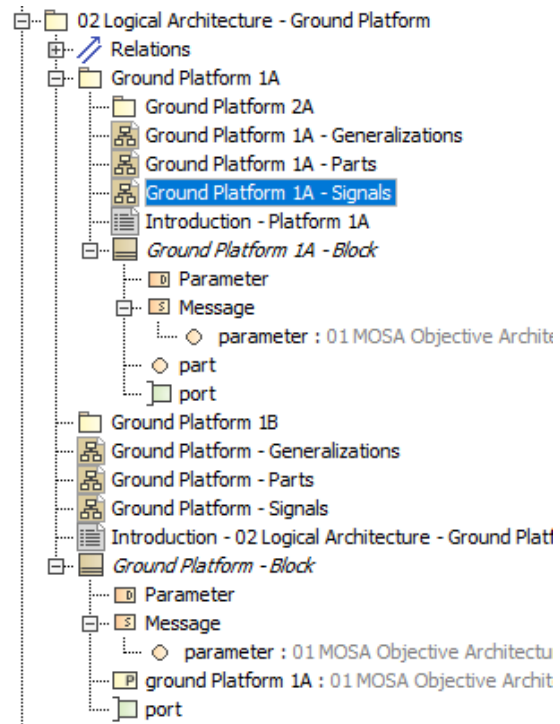 02 Logical Architecture - Ground Platform
Relations
Ground Platform 1A
Ground Platform 2A
Ground Platform 1A - Generalizations
Ground Platform 1A - Parts
Ground Platform 1A - Signals
Introduction - Platform 1A
Ground Platform 1A - Block
D Parameter
S Message
parameter : 01 MOSA Objective Archite
part
port
Ground Platform 1B
Ground Platform - Generalizations
Ground Platform - Parts
Ground Platform - Signals
Introduction - 02 Logical Architecture - Ground Platf
Ground Platform - Block
D Parameter
S Message
parameter : 01 MOSA Objective Architectu
P ground Platform 1A : 01 MOSA Objective Archit
port